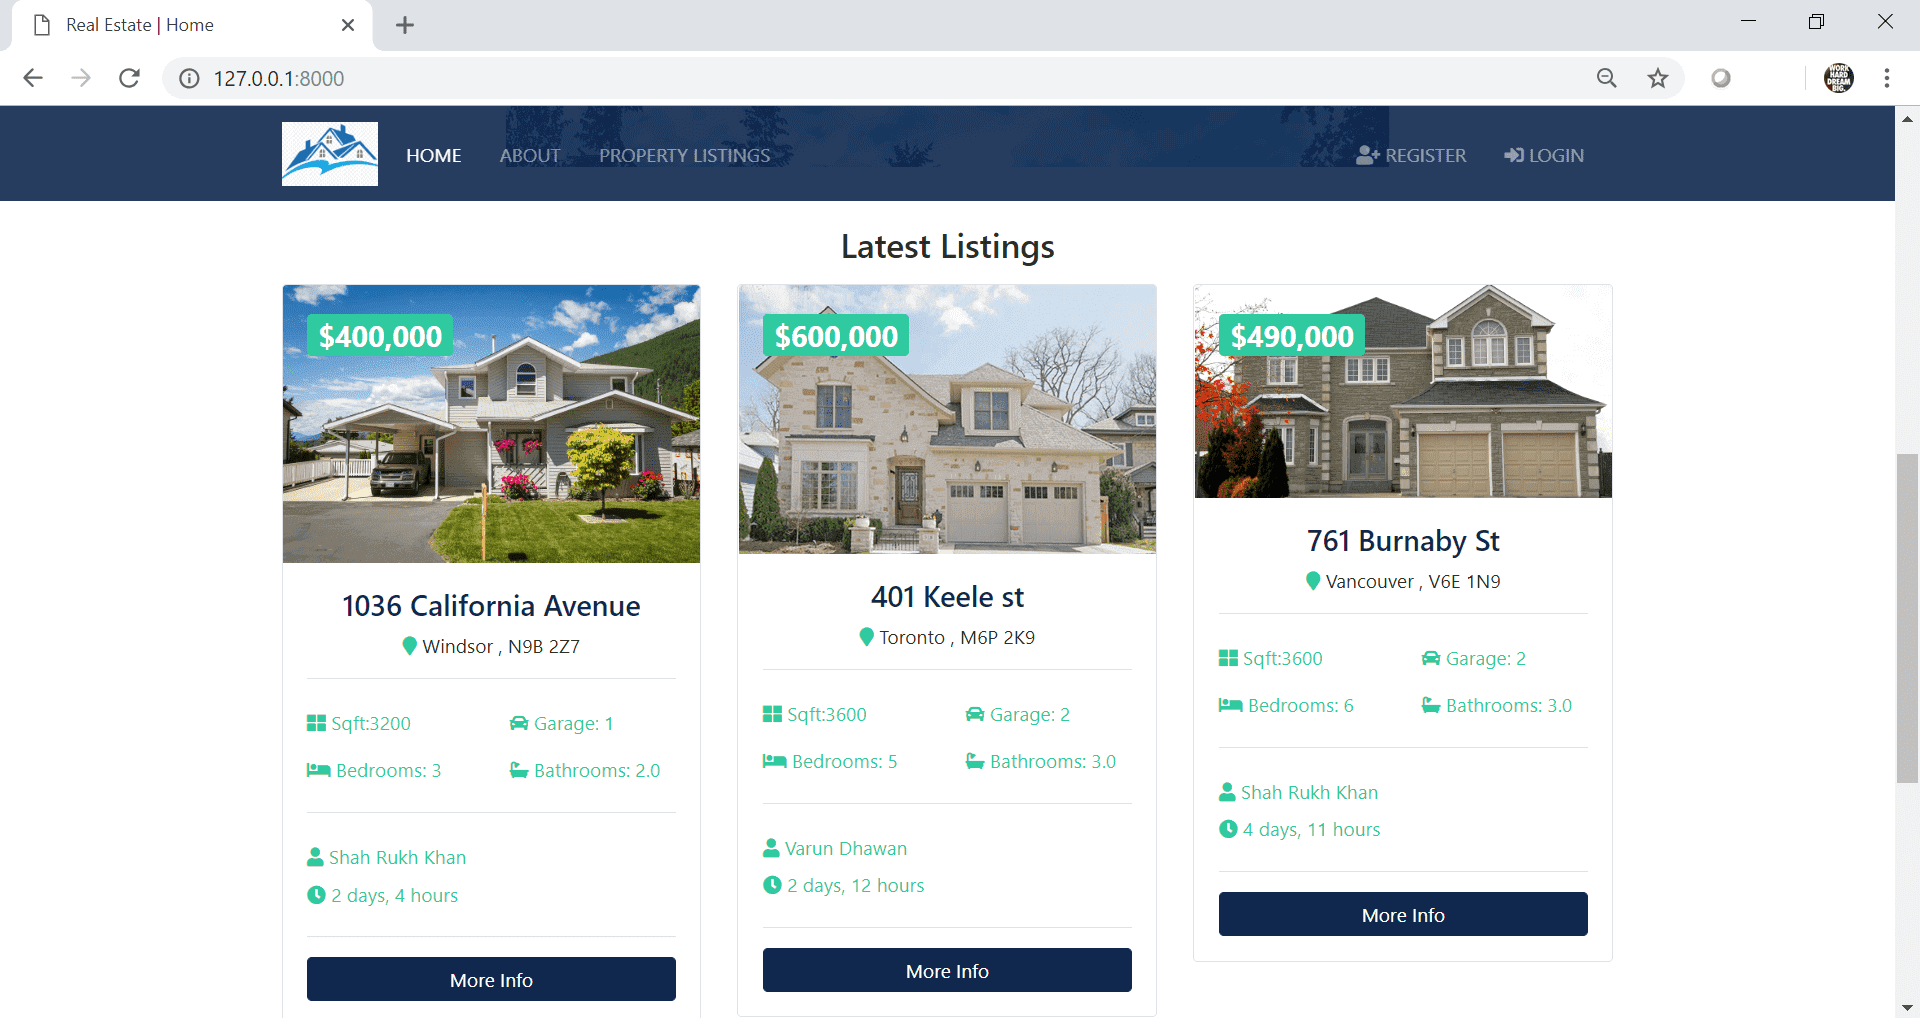 Real Estate | Home
127.0.0.1:8000
WORK
HARD
DREAM
BIG.
HOME
ABOUT
PROPERTY LISTINGS
REGISTER
LOGIN
Latest Listings
$400,000
1036 California Avenue
Windsor , N9B 2Z7
Sqft:3200
Garage: 1
Bedrooms: 3
Bathrooms: 2.0
Shah Rukh Khan
2 days, 4 hours
More Info
$600,000
401 Keele st
Toronto , M6P 2K9
Sqft:3600
Garage: 2
Bedrooms: 5
Bathrooms: 3.0
Varun Dhawan
2 days, 12 hours
More Info
$490,000
761 Burnaby St
Vancouver , V6E 1N9
Sqft:3600
Garage: 2
Bedrooms: 6
Bathrooms: 3.0
Shah Rukh Khan
4 days, 11 hours
More Info